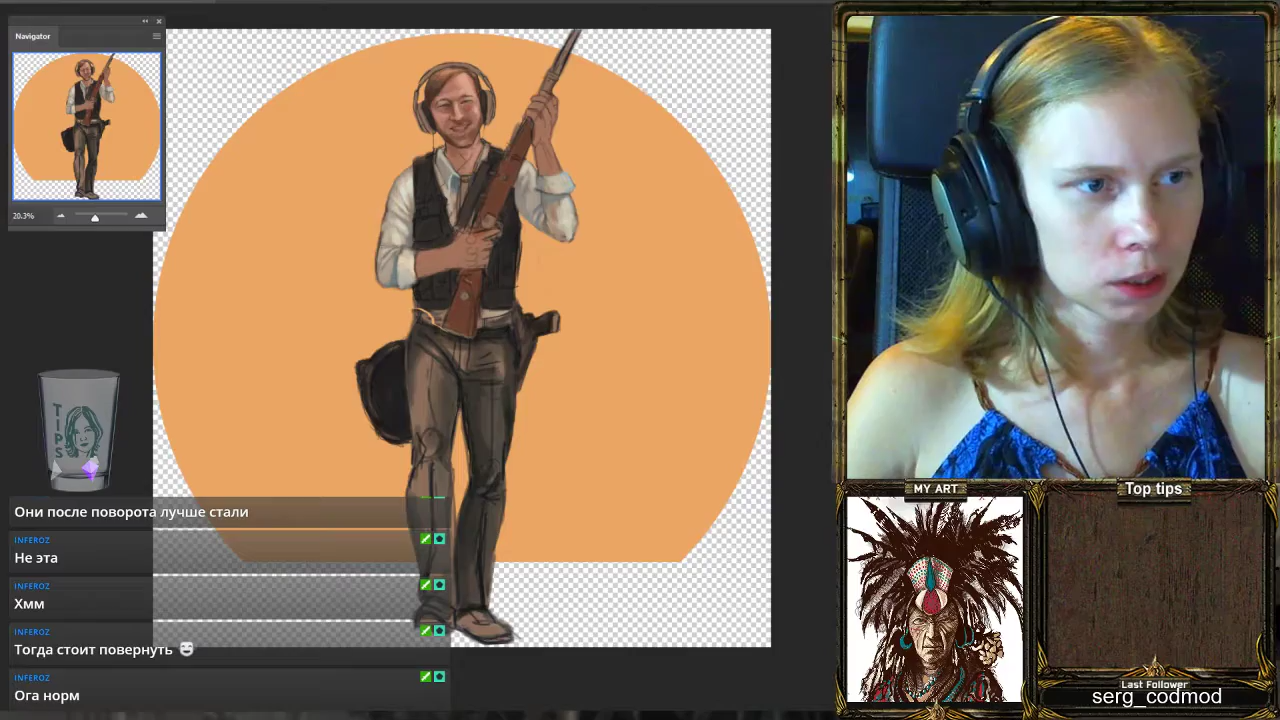 Navigator
20.3%
TIPS
Они после поворота лучше стали
INFEROZ
Не эта
INFEROZ
Хмм
INFEROZ
Тогда стоит повернуть
INFEROZ
Ога норм
MY ART
Top tips
Last Follower
serg_codmod